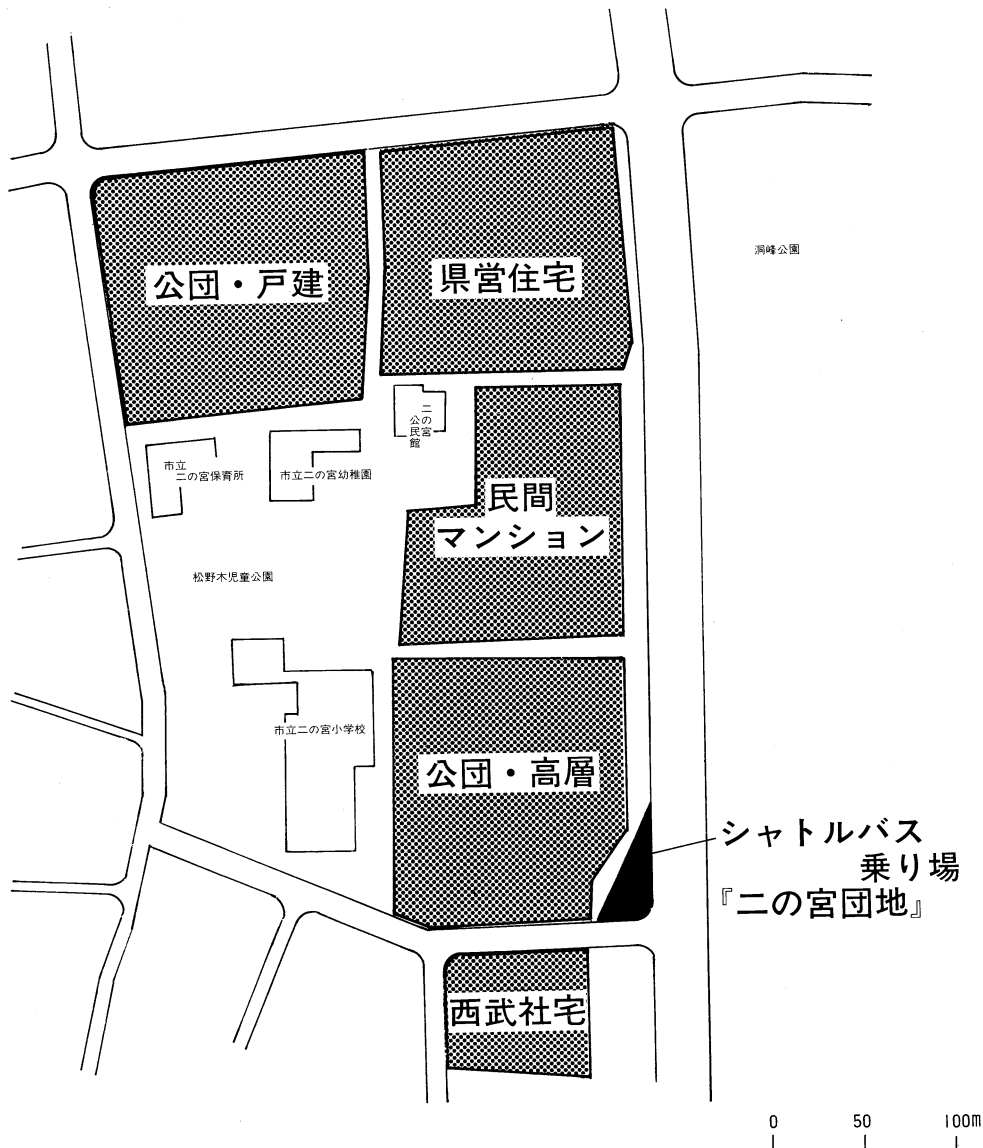 洞峰公園
公団・戸建
県営住宅
二の宮
公民館
市立
二の宮保育所
市立二の宮幼稚園
民間
マンション
松野木児童公園
市立二の宮小学校
公団・高層
シャトルバス
乗り場
『二の宮団地』
西武社宅
0 50 100m